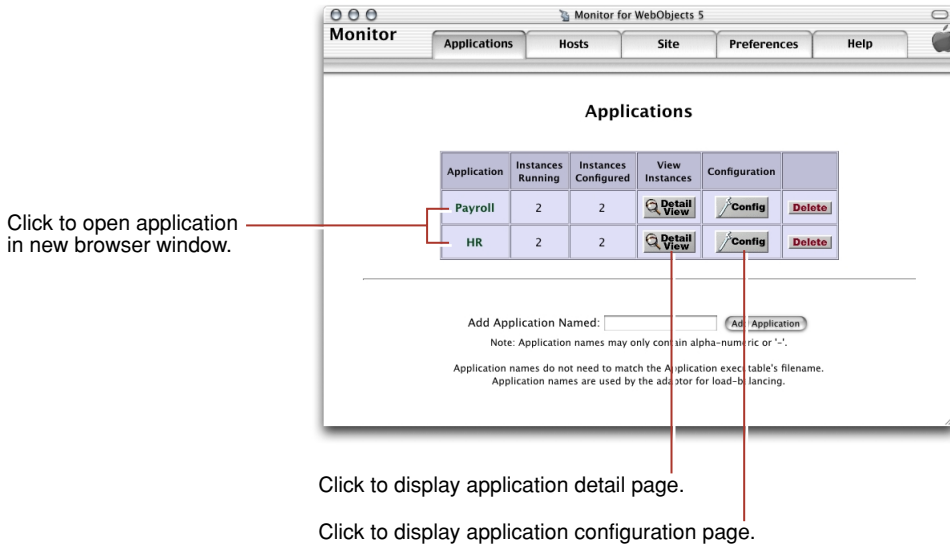 Monitor for WebObjects 5
Monitor
Applications Hosts Site Preferences Help
Applications
Application Instances Running Instances Configured View Instances Configuration
Payroll 2 2 Detail View Config Delete
HR 2 2 Detail View Config Delete
Click to open application
in new browser window.
Add Application Named: Add Application
Note: Application names may only contain alpha-numeric or '-'.
Application names do not need to match the Application executable's filename.
Application names are used by the adaptor for load-balancing.
Click to display application detail page.
Click to display application configuration page.